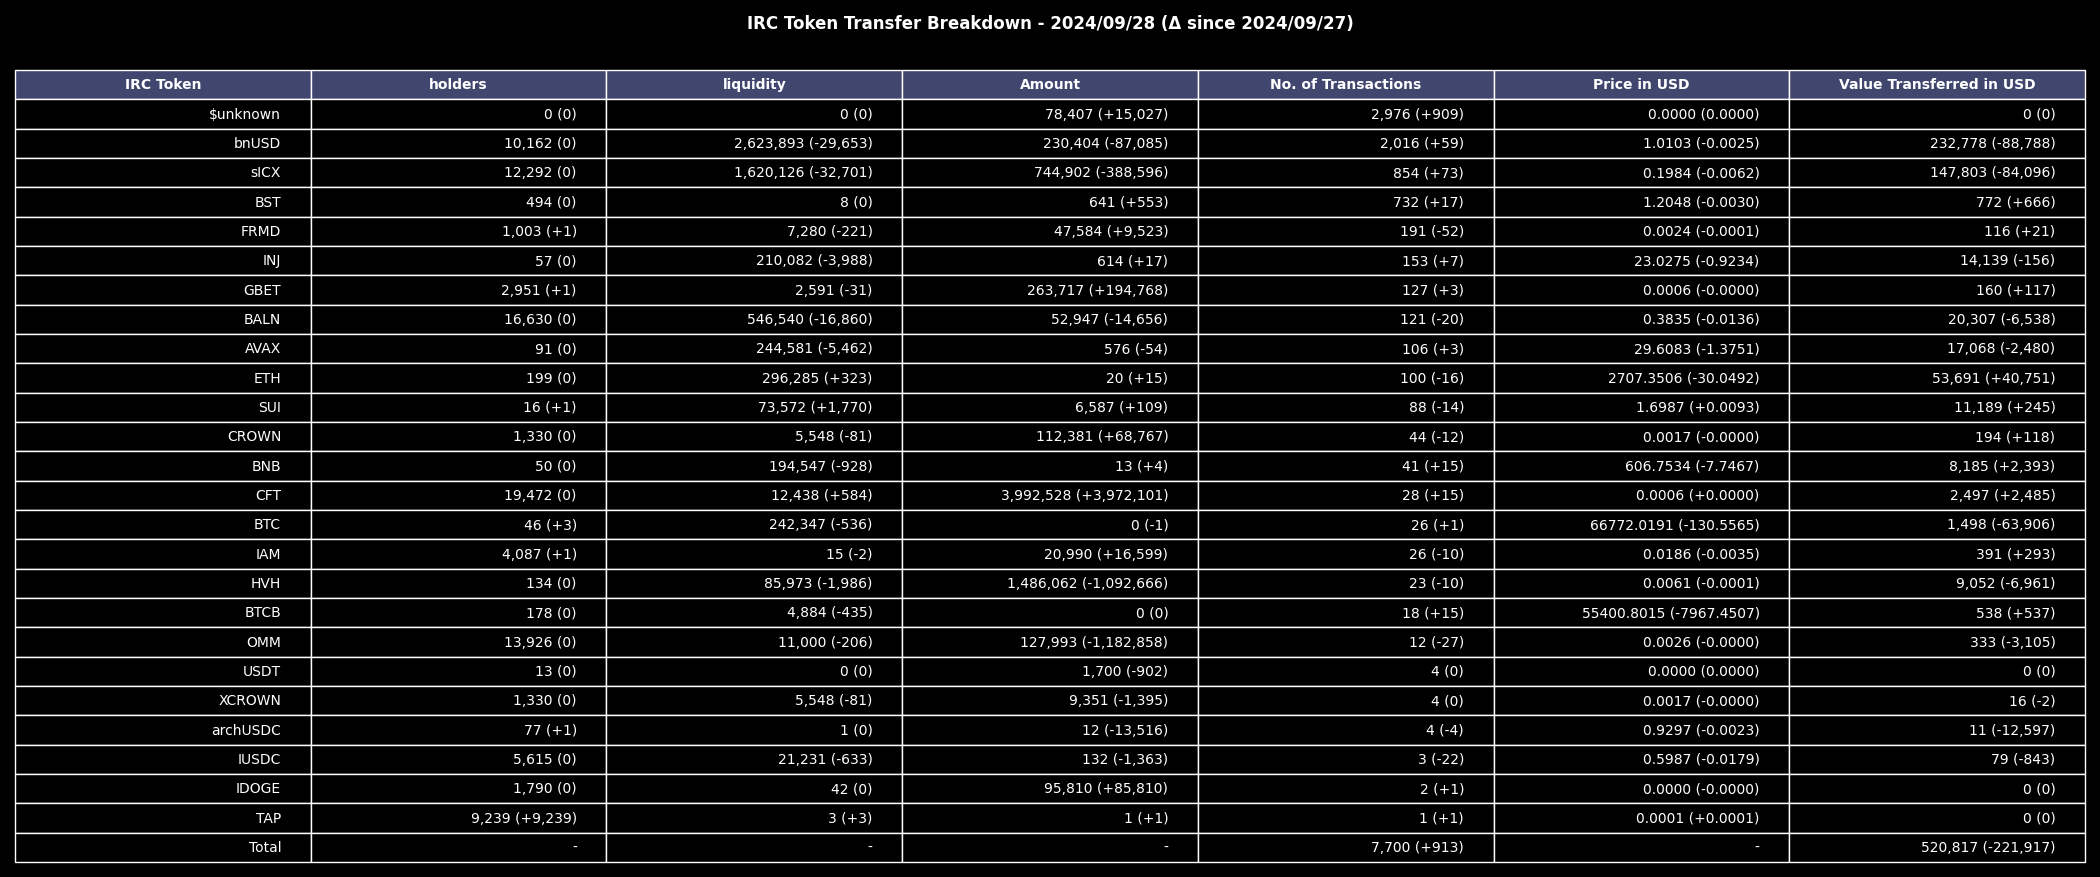 IRC Token Transfer Breakdown - 2024/09/28 (Δ since 2024/09/27)
IRC Token holders liquidity Amount No. of Transactions Price in USD Value Transferred in USD
$unknown 0 (0) 0 (0) 78,407 (+15,027) 2,976 (+909) 0.0000 (0.0000) 0 (0)
bnUSD 10,162 (0) 2,623,893 (-29,653) 230,404 (-87,085) 2,016 (+59) 1.0103 (-0.0025) 232,778 (-88,788)
sICX 12,292 (0) 1,620,126 (-32,701) 744,902 (-388,596) 854 (+73) 0.1984 (-0.0062) 147,803 (-84,096)
BST 494 (0) 8 (0) 641 (+553) 732 (+17) 1.2048 (-0.0030) 772 (+666)
FRMD 1,003 (+1) 7,280 (-221) 47,584 (+9,523) 191 (-52) 0.0024 (-0.0001) 116 (+21)
INJ 57 (0) 210,082 (-3,988) 614 (+17) 153 (+7) 23.0275 (-0.9234) 14,139 (-156)
GBET 2,951 (+1) 2,591 (-31) 263,717 (+194,768) 127 (+3) 0.0006 (-0.0000) 160 (+117)
BALN 16,630 (0) 546,540 (-16,860) 52,947 (-14,656) 121 (-20) 0.3835 (-0.0136) 20,307 (-6,538)
AVAX 91 (0) 244,581 (-5,462) 576 (-54) 106 (+3) 29.6083 (-1.3751) 17,068 (-2,480)
ETH 199 (0) 296,285 (+323) 20 (+15) 100 (-16) 2707.3506 (-30.0492) 53,691 (+40,751)
SUI 16 (+1) 73,572 (+1,770) 6,587 (+109) 88 (-14) 1.6987 (+0.0093) 11,189 (+245)
CROWN 1,330 (0) 5,548 (-81) 112,381 (+68,767) 44 (-12) 0.0017 (-0.0000) 194 (+118)
BNB 50 (0) 194,547 (-928) 13 (+4) 41 (+15) 606.7534 (-7.7467) 8,185 (+2,393)
CFT 19,472 (0) 12,438 (+584) 3,992,528 (+3,972,101) 28 (+15) 0.0006 (+0.0000) 2,497 (+2,485)
BTC 46 (+3) 242,347 (-536) 0 (-1) 26 (+1) 66772.0191 (-130.5565) 1,498 (-63,906)
IAM 4,087 (+1) 15 (-2) 20,990 (+16,599) 26 (-10) 0.0186 (-0.0035) 391 (+293)
HVH 134 (0) 85,973 (-1,986) 1,486,062 (-1,092,666) 23 (-10) 0.0061 (-0.0001) 9,052 (-6,961)
BTCB 178 (0) 4,884 (-435) 0 (0) 18 (+15) 55400.8015 (-7967.4507) 538 (+537)
OMM 13,926 (0) 11,000 (-206) 127,993 (-1,182,858) 12 (-27) 0.0026 (-0.0000) 333 (-3,105)
USDT 13 (0) 0 (0) 1,700 (-902) 4 (0) 0.0000 (0.0000) 0 (0)
XCROWN 1,330 (0) 5,548 (-81) 9,351 (-1,395) 4 (0) 0.0017 (-0.0000) 16 (-2)
archUSDC 77 (+1) 1 (0) 12 (-13,516) 4 (-4) 0.9297 (-0.0023) 11 (-12,597)
IUSDC 5,615 (0) 21,231 (-633) 132 (-1,363) 3 (-22) 0.5987 (-0.0179) 79 (-843)
IDOGE 1,790 (0) 42 (0) 95,810 (+85,810) 2 (+1) 0.0000 (-0.0000) 0 (0)
TAP 9,239 (+9,239) 3 (+3) 1 (+1) 1 (+1) 0.0001 (+0.0001) 0 (0)
Total - - - 7,700 (+913) - 520,817 (-221,917)